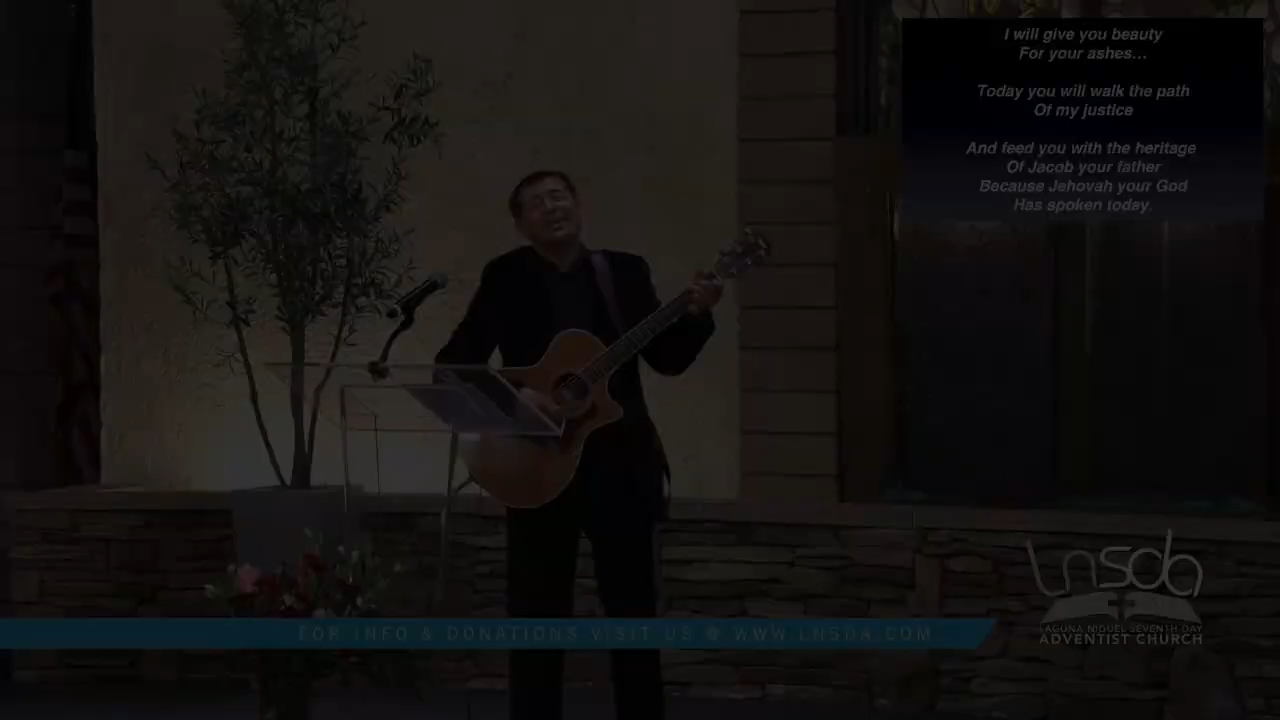 I will give you beauty
For your ashes...
Today you will walk the path
Of my justice
And feed you with the heritage
Of Jacob your father
Because Jehovah your God
Has spoken today.
lnsda
LAGUNA NIGUEL SEVENTH DAY
ADVENTIST CHURCH
FOR INFO & DONATIONS VISIT US @ WWW.LNSDA.COM